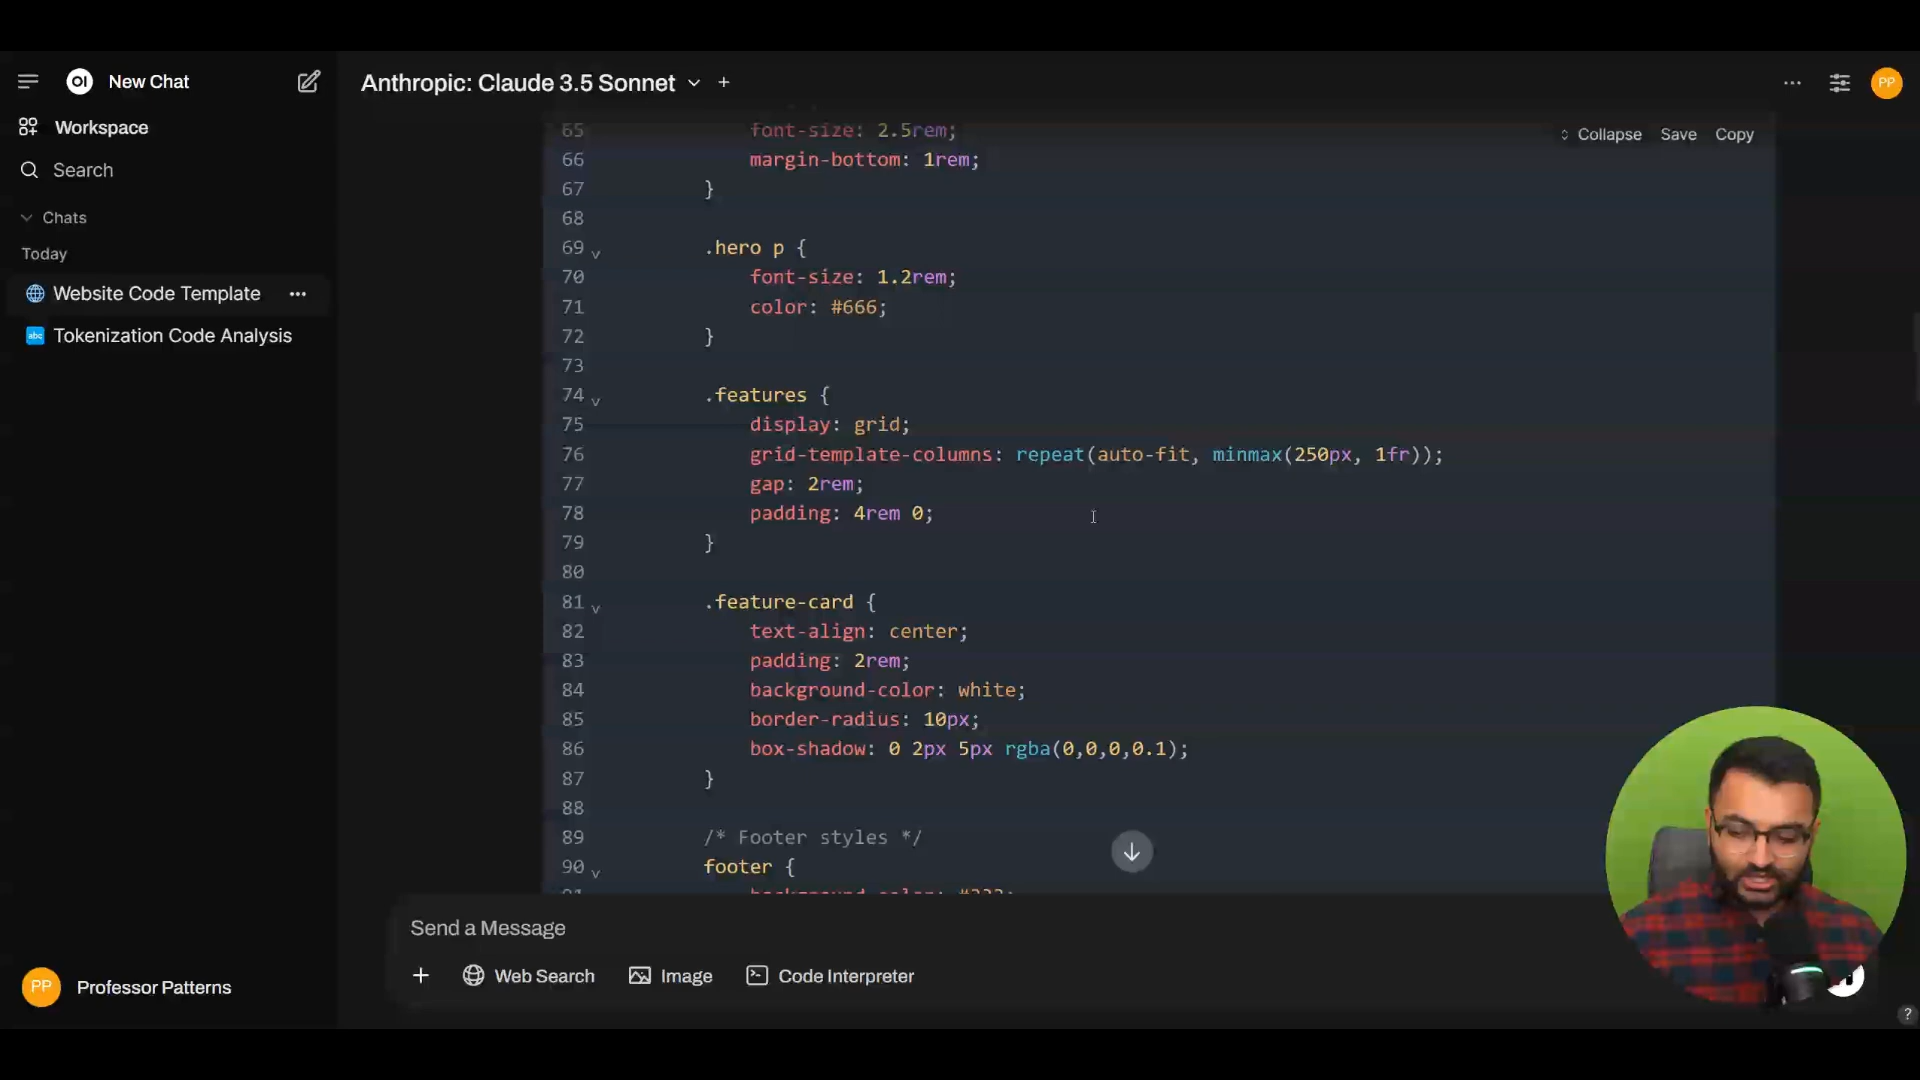 OI New Chat
Workspace
Search
Chats
Today
Website Code Template
abc Tokenization Code Analysis
PP Professor Patterns
Anthropic: Claude 3.5 Sonnet
PP
Collapse Save Copy
65 font-size: 2.5rem;
66 margin-bottom: 1rem;
67 }
68
69 .hero p {
70 font-size: 1.2rem;
71 color: #666;
72 }
73
74 .features {
75 display: grid;
76 grid-template-columns: repeat(auto-fit, minmax(250px, 1fr));
77 gap: 2rem;
78 padding: 4rem 0;
79 }
80
81 .feature-card {
82 text-align: center;
83 padding: 2rem;
84 background-color: white;
85 border-radius: 10px;
86 box-shadow: 0 2px 5px rgba(0,0,0,0.1);
87 }
88
89 /* Footer styles */
90 footer {
Send a Message
+ Web Search Image Code Interpreter
?